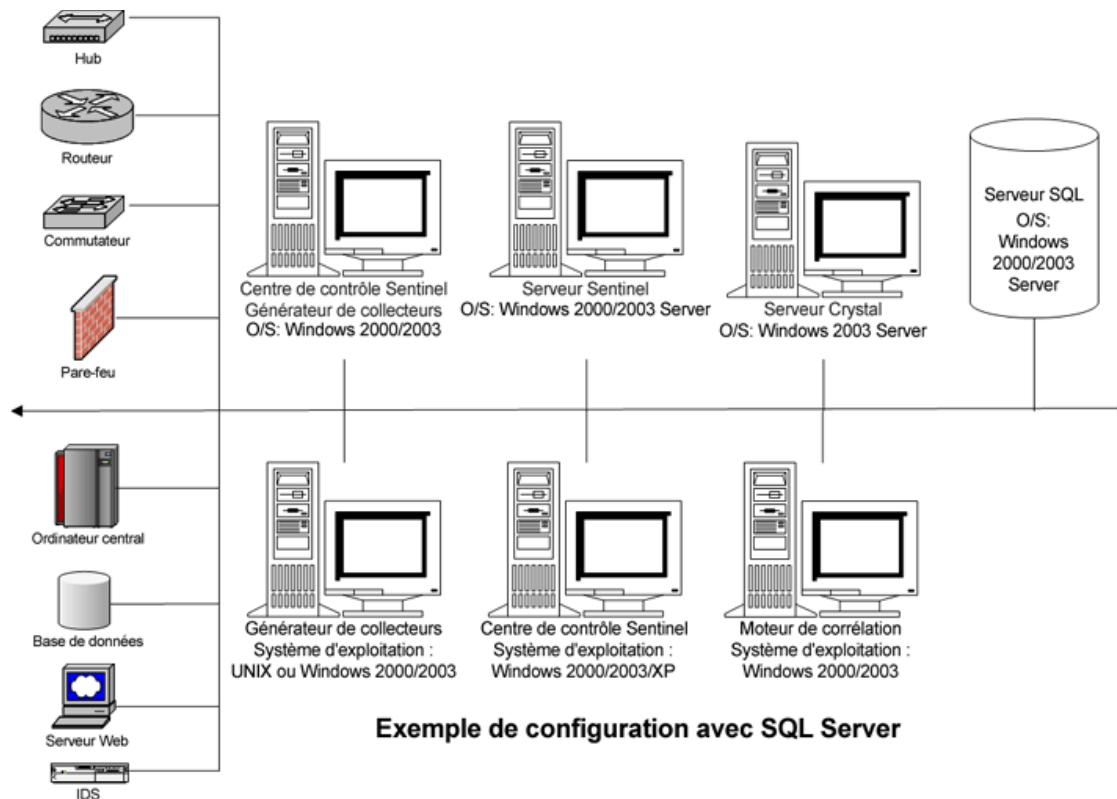 Hub
Routeur
Commutateur
Pare-feu
Centre de contrôle Sentinel
Générateur de collecteurs
O/S: Windows 2000/2003
Serveur Sentinel
O/S: Windows 2000/2003 Server
Serveur Crystal
O/S: Windows 2003 Server
Serveur SQL
O/S:
Windows
2000/2003
Server
Ordinateur central
Base de données
Serveur Web
IDS
Générateur de collecteurs
Système d'exploitation :
UNIX ou Windows 2000/2003
Centre de contrôle Sentinel
Système d'exploitation :
Windows 2000/2003/XP
Moteur de corrélation
Système d'exploitation :
Windows 2000/2003
Exemple de configuration avec SQL Server